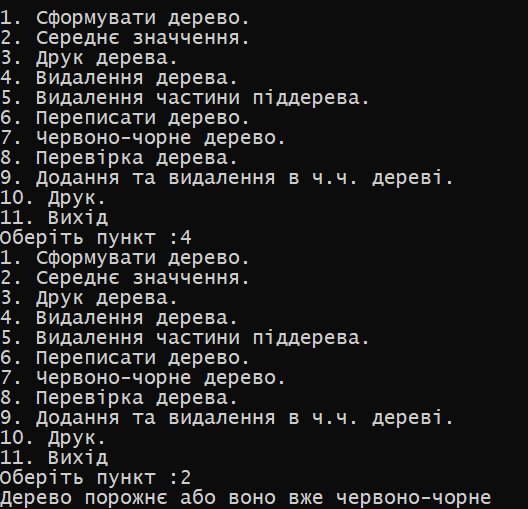 1. Сформувати дерево.
2. Середнє значчення.
3. Друк дерева.
4. Видалення дерева.
5. Видалення частини піддерева.
6. Переписати дерево.
7. Червоно-чорне дерево.
8. Перевірка дерева.
9. Додання та видалення в ч.ч. дереві.
10. Друк.
11. Вихід
Оберіть пункт :4
1. Сформувати дерево.
2. Середнє значчення.
3. Друк дерева.
4. Видалення дерева.
5. Видалення частини піддерева.
6. Переписати дерево.
7. Червоно-чорне дерево.
8. Перевірка дерева.
9. Додання та видалення в ч.ч. дереві.
10. Друк.
11. Вихід
Оберіть пункт :2
Дерево порожнє або воно вже червоно-чорне